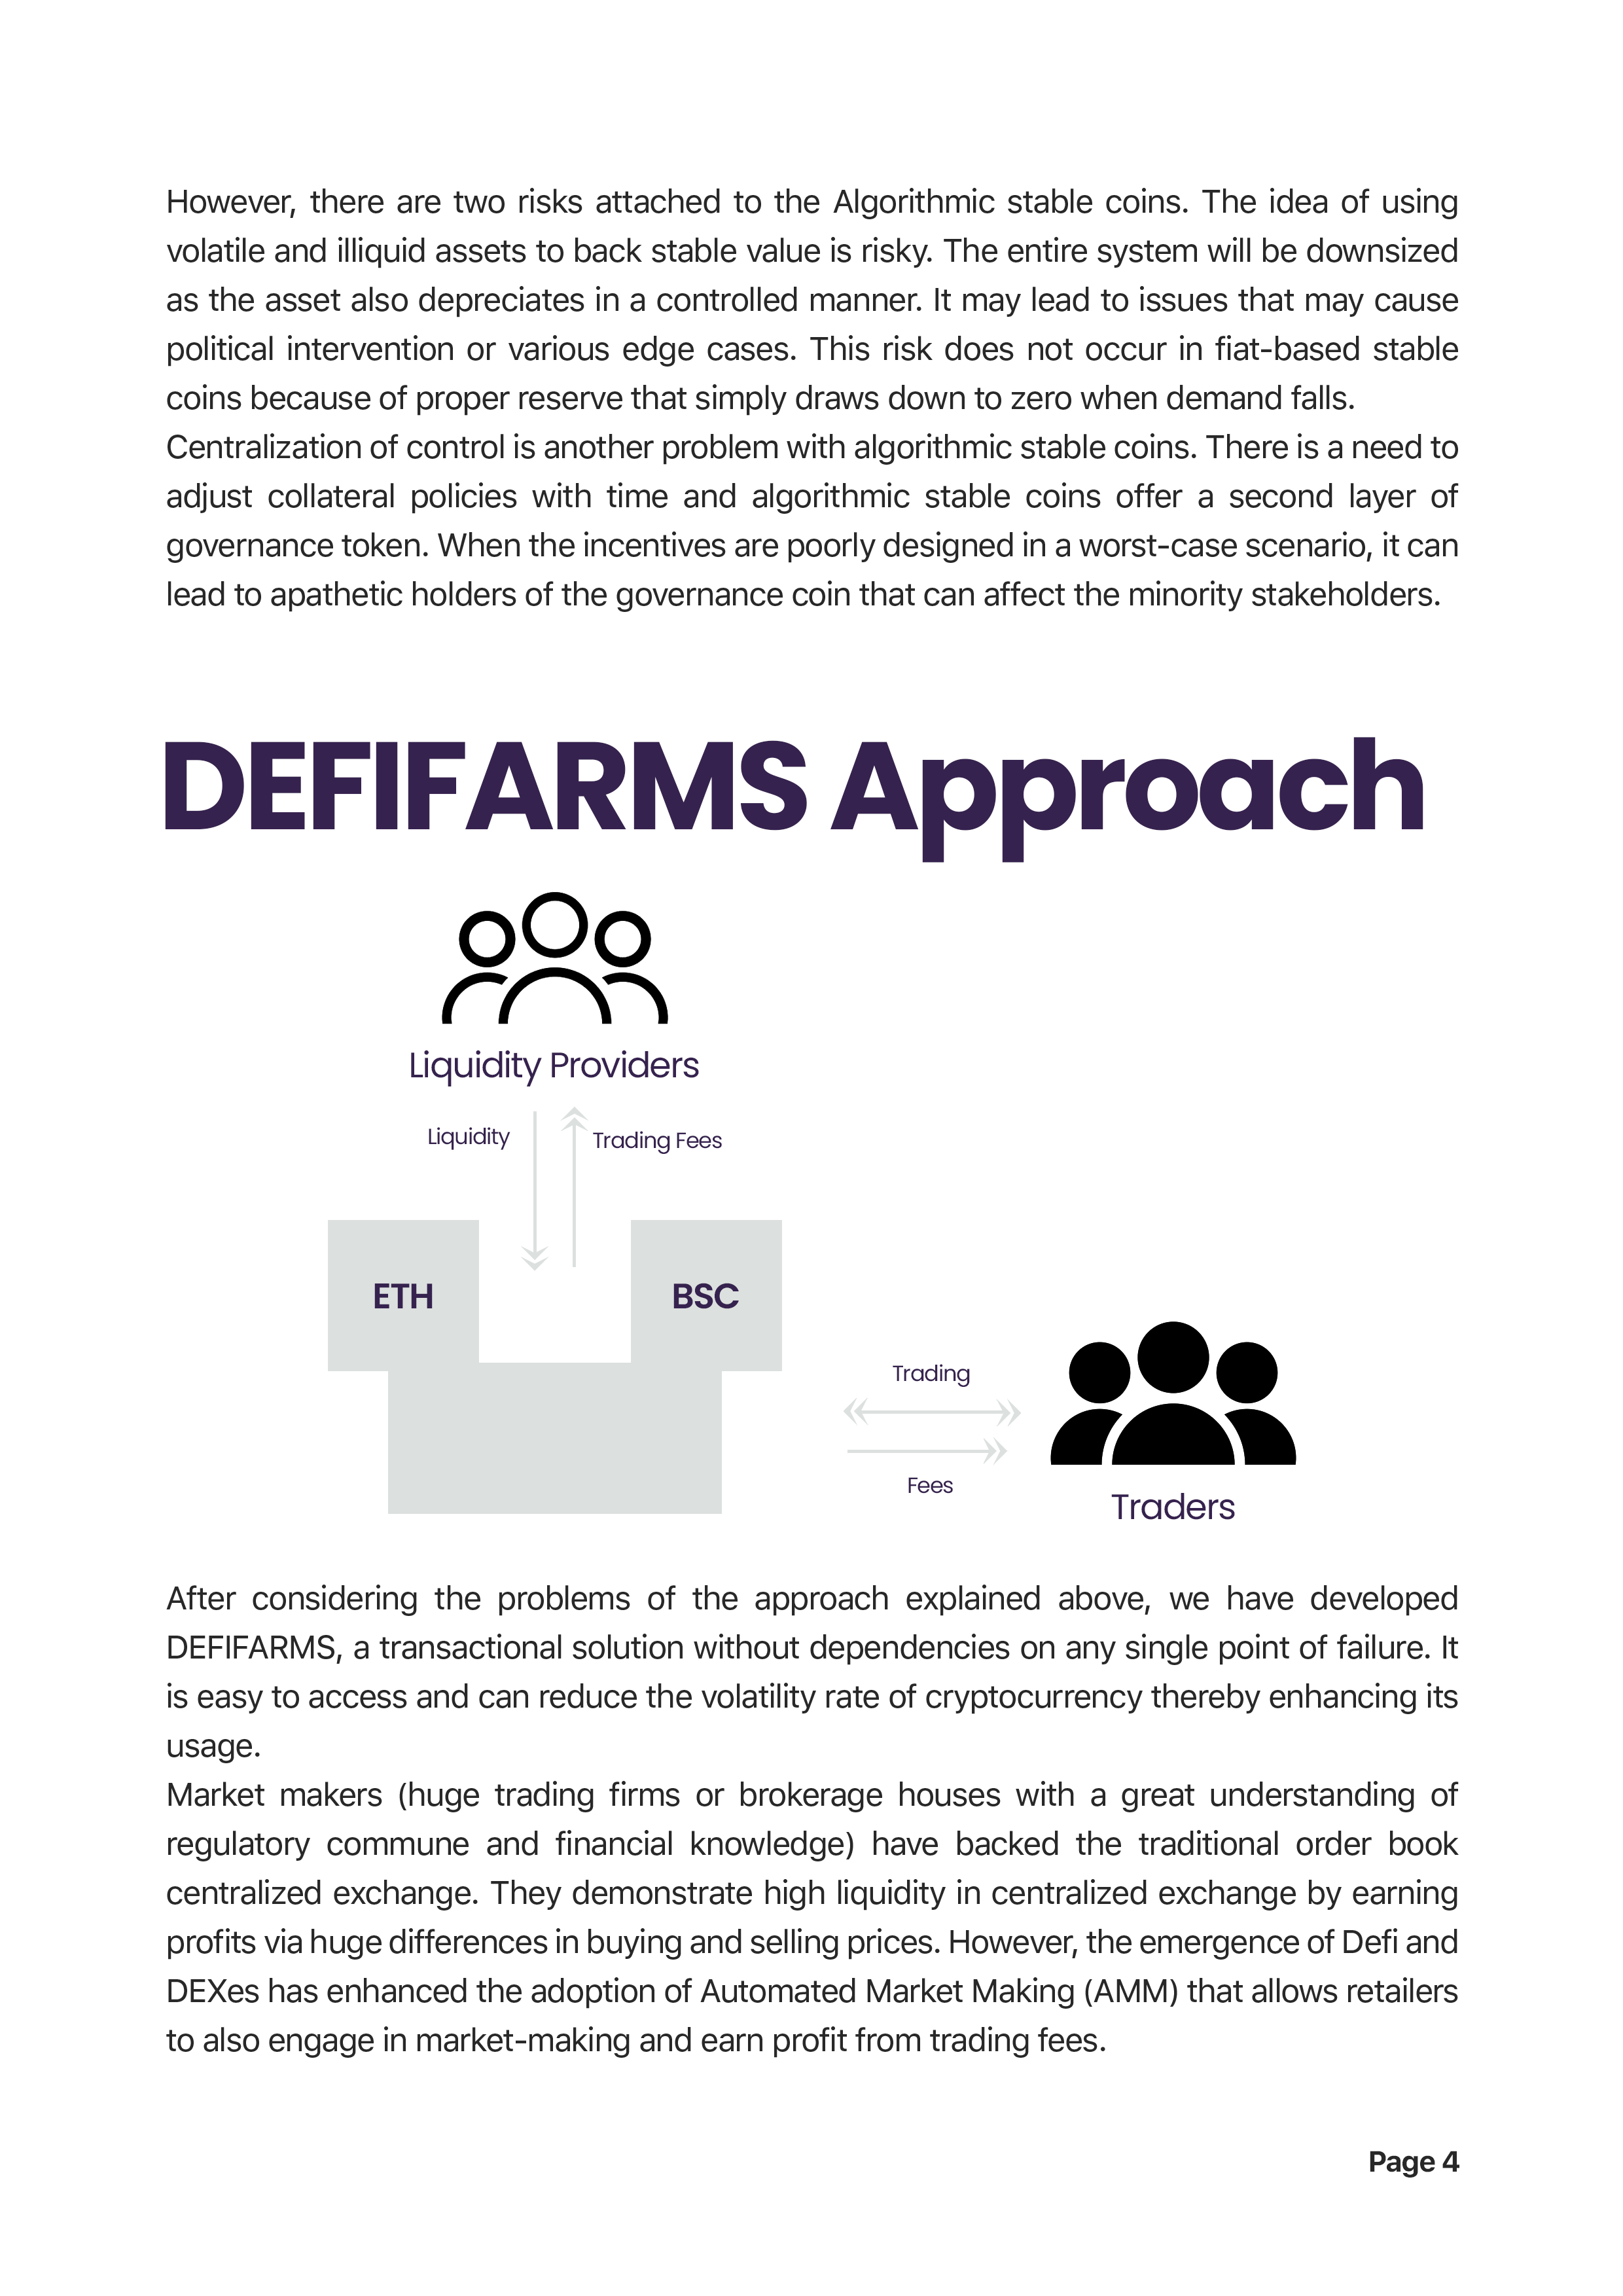 However, there are two risks attached to the Algorithmic stable coins. The idea of using
volatile and illiquid assets to back stable value is risky. The entire system will be downsized
as the asset also depreciates in a controlled manner. It may lead to issues that may cause
political intervention or various edge cases. This risk does not occur in fiat-based stable
coins because of proper reserve that simply draws down to zero when demand falls.
Centralization of control is another problem with algorithmic stable coins. There is a need to
adjust collateral policies with time and algorithmic stable coins offer a second layer of
governance token. When the incentives are poorly designed in a worst-case scenario, it can
lead to apathetic holders of the governance coin that can affect the minority stakeholders.
DEFIFARMS Approach
Liquidity Providers
Liquidity
Trading Fees
ETH
BSC
Trading
Fees
Traders
After considering the problems of the approach explained above, we have developed
DEFIFARMS, a transactional solution without dependencies on any single point of failure. It
is easy to access and can reduce the volatility rate of cryptocurrency thereby enhancing its
usage.
Market makers (huge trading firms or brokerage houses with a great understanding of
regulatory commune and financial knowledge) have backed the traditional order book
centralized exchange. They demonstrate high liquidity in centralized exchange by earning
profits via huge differences in buying and selling prices. However, the emergence of Defi and
DEXes has enhanced the adoption of Automated Market Making (AMM) that allows retailers
to also engage in market-making and earn profit from trading fees.
Page 4